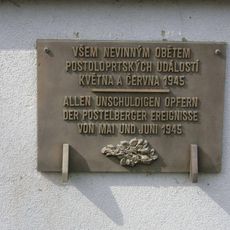 VŠEM NEVINNÝM OBĚTEM
POSTOLOPRTSKÝCH UDÁLOSTÍ
KVĚTNA A ČERVNA 1945
ALLEN UNSCHULDIGEN OPFERN
DER POSTELBERGER EREIGNISSE
VON MAI UND JUNI 1945